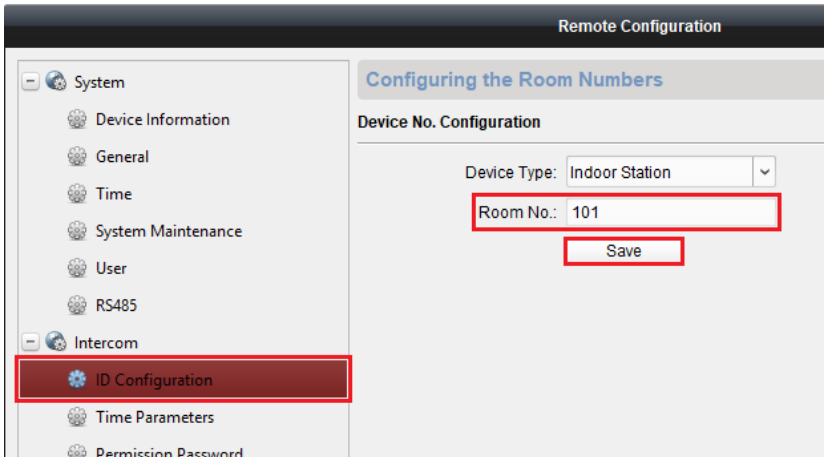 Remote Configuration
System
Device Information
General
Time
System Maintenance
User
RS485
Intercom
ID Configuration
Time Parameters
Permission Password
Configuring the Room Numbers
Device No. Configuration
Device Type: Indoor Station
Room No.: 101
Save